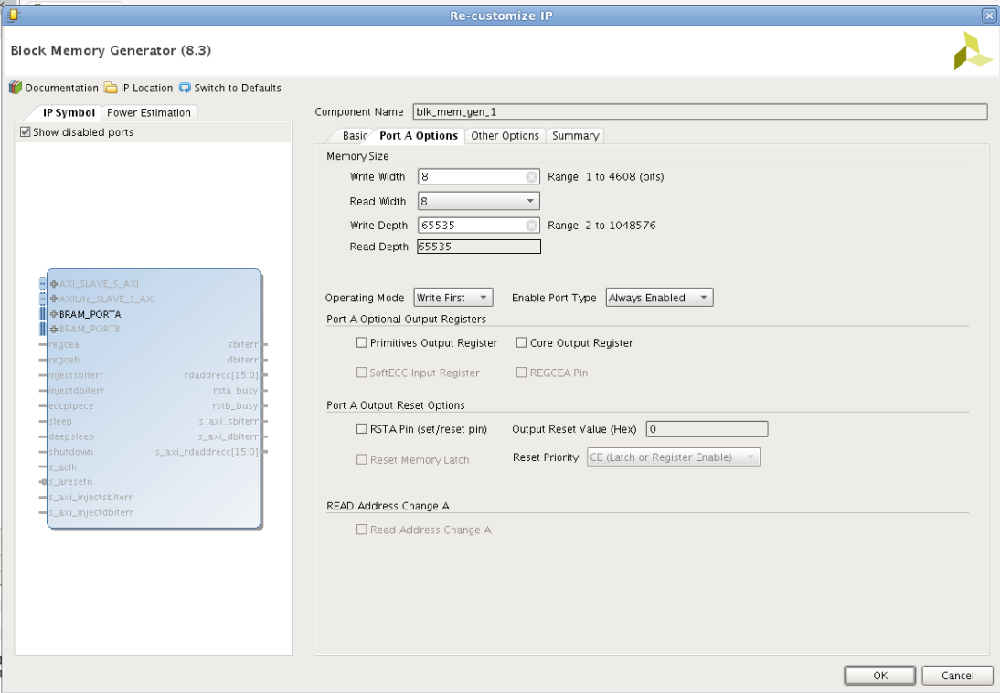 Re-customize IP
Block Memory Generator (8.3)
Documentation IP Location Switch to Defaults
IP Symbol Power Estimation
Show disabled ports
AXI_SLAVE_S_AXI
AXILite_SLAVE_S_AXI
BRAM_PORTA
BRAM_PORTB
regcea sbiterr
regceb dbiterr
injectsbiterr rdaddrecc[15:0]
injectdbiterr rsta_busy
eccpipece rstb_busy
sleep s_axi_sbiterr
deepsleep s_axi_dbiterr
shutdown s_axi_rdaddrecc[15:0]
s_aclk
s_aresetn
s_axi_injectsbiterr
s_axi_injectdbiterr
Component Name blk_mem_gen_1
Basic Port A Options Other Options Summary
Memory Size
Write Width 8 Range: 1 to 4608 (bits)
Read Width 8
Write Depth 65535 Range: 2 to 1048576
Read Depth 65535
Operating Mode Write First Enable Port Type Always Enabled
Port A Optional Output Registers
Primitives Output Register Core Output Register
SoftECC Input Register REGCEA Pin
Port A Output Reset Options
RSTA Pin (set/reset pin) Output Reset Value (Hex) 0
Reset Memory Latch Reset Priority CE (Latch or Register Enable)
READ Address Change A
Read Address Change A
OK Cancel